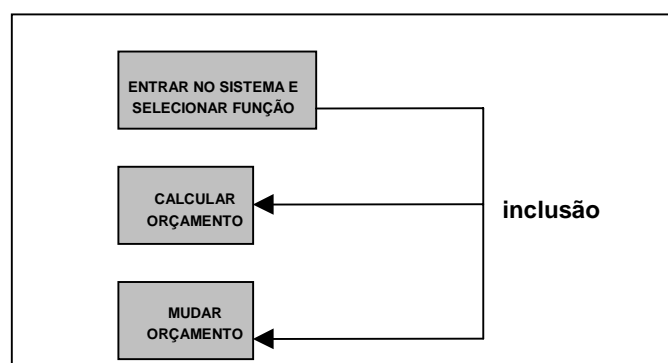 ENTRAR NO SISTEMA E
SELECIONAR FUNÇÃO
CALCULAR
ORÇAMENTO
inclusão
MUDAR
ORÇAMENTO